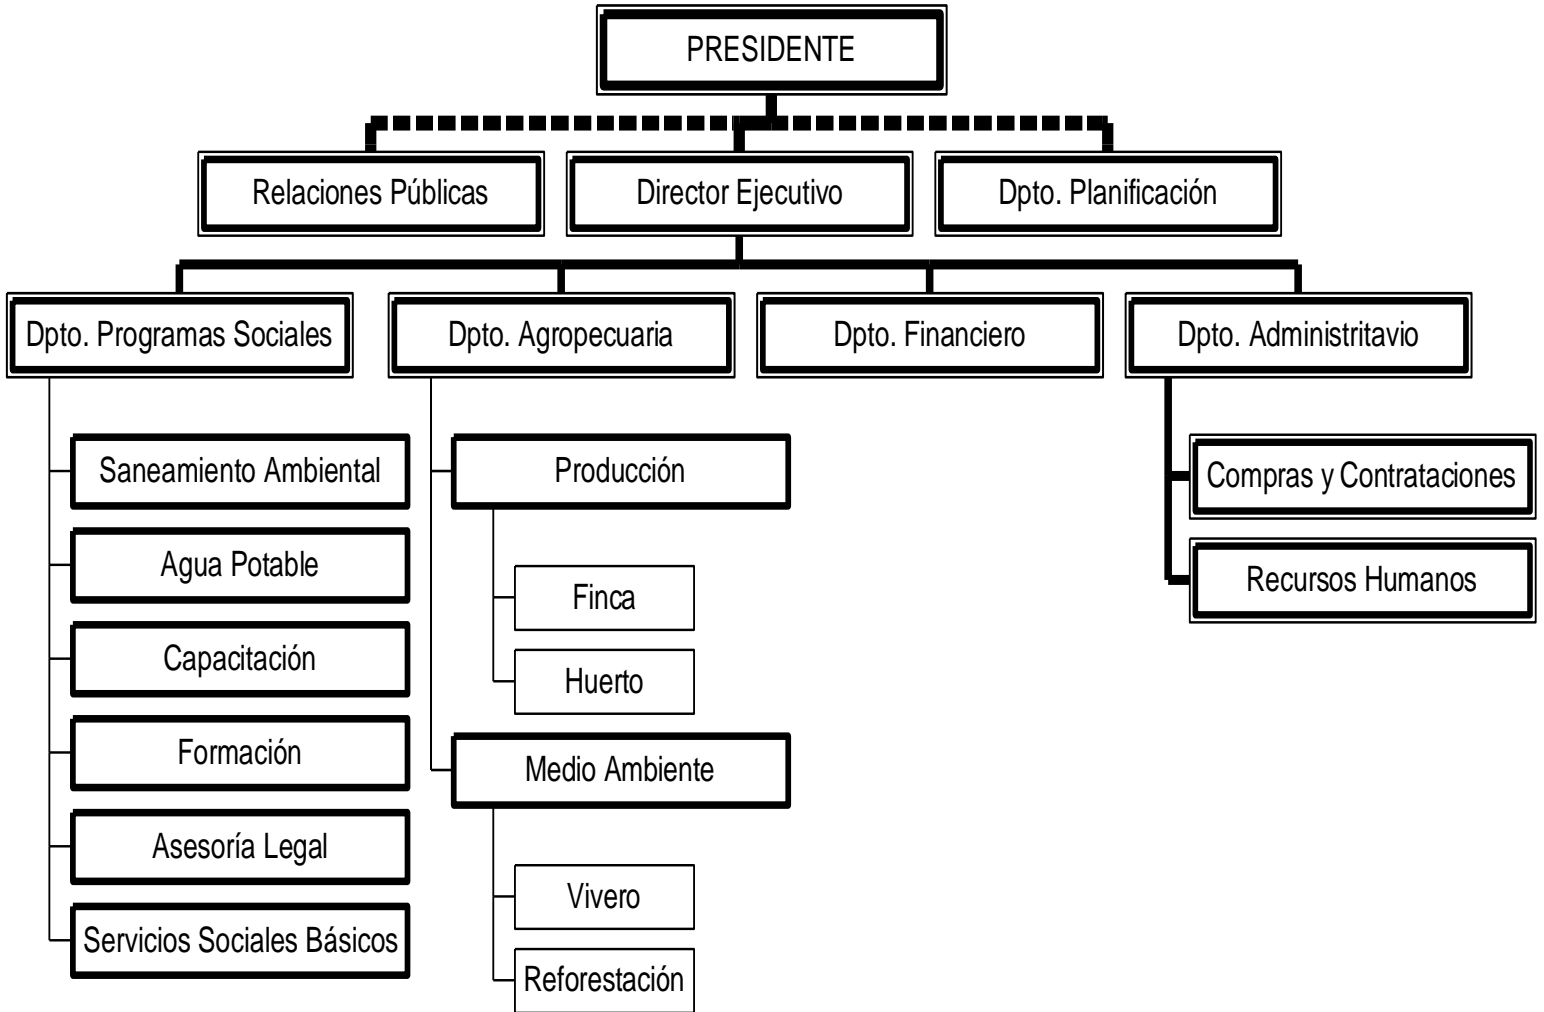 PRESIDENTE
Relaciones Públicas
Director Ejecutivo
Dpto. Planificación
Dpto. Programas Sociales
Dpto. Agropecuaria
Dpto. Financiero
Dpto. Administritavio
Saneamiento Ambiental
Agua Potable
Capacitación
Formación
Asesoría Legal
Servicios Sociales Básicos
Producción
Finca
Huerto
Medio Ambiente
Vivero
Reforestación
Compras y Contrataciones
Recursos Humanos